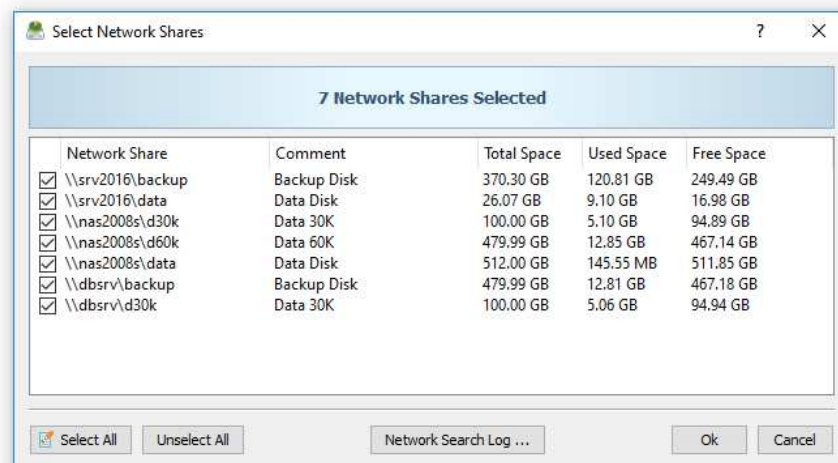 Select Network Shares ?
7 Network Shares Selected
Network Share Comment Total Space Used Space Free Space
\\srv2016\backup Backup Disk 370.30 GB 120.81 GB 249.49 GB
\\srv2016\data Data Disk 26.07 GB 9.10 GB 16.98 GB
\\nas2008s\d30k Data 30K 100.00 GB 5.10 GB 94.89 GB
\\nas2008s\d60k Data 60K 479.99 GB 12.85 GB 467.14 GB
\\nas2008s\data Data Disk 512.00 GB 145.55 MB 511.85 GB
\\dbsrv\backup Backup Disk 479.99 GB 12.81 GB 467.18 GB
\\dbsrv\d30k Data 30K 100.00 GB 5.06 GB 94.94 GB
Select All Unselect All Network Search Log ... Ok Cancel